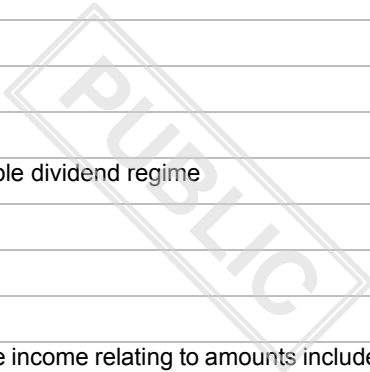 PUBLIC
ble dividend regime
e income relating to amounts include